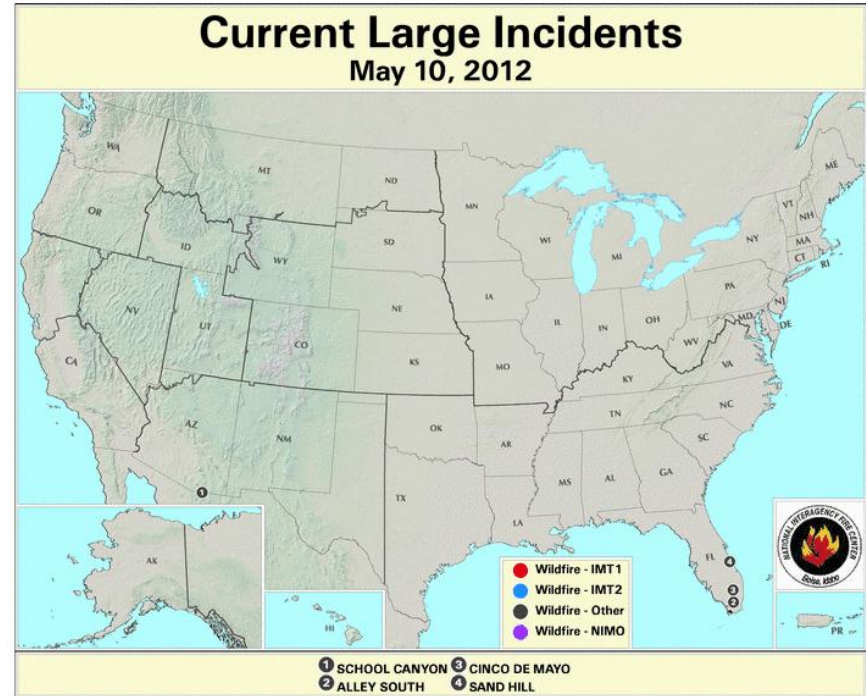 Current Large Incidents
May 10, 2012
WA
MT
ND
MN
ME
OR
ID
WY
SD
WI
MI
NY
VT
NH
MA
CT
RI
NV
UT
CO
NE
IA
IL
IN
OH
PA
NJ
MD
DE
WV
CA
KS
MO
KY
VA
AZ
NM
OK
AR
TN
NC
SC
TX
LA
MS
AL
GA
FL
1
4
3
2
AK
HI
PR
NATIONAL INTERAGENCY FIRE CENTER
Boise, Idaho
Wildfire - IMT1
Wildfire - IMT2
Wildfire - Other
Wildfire - NIMO
1 SCHOOL CANYON 3 CINCO DE MAYO
2 ALLEY SOUTH 4 SAND HILL